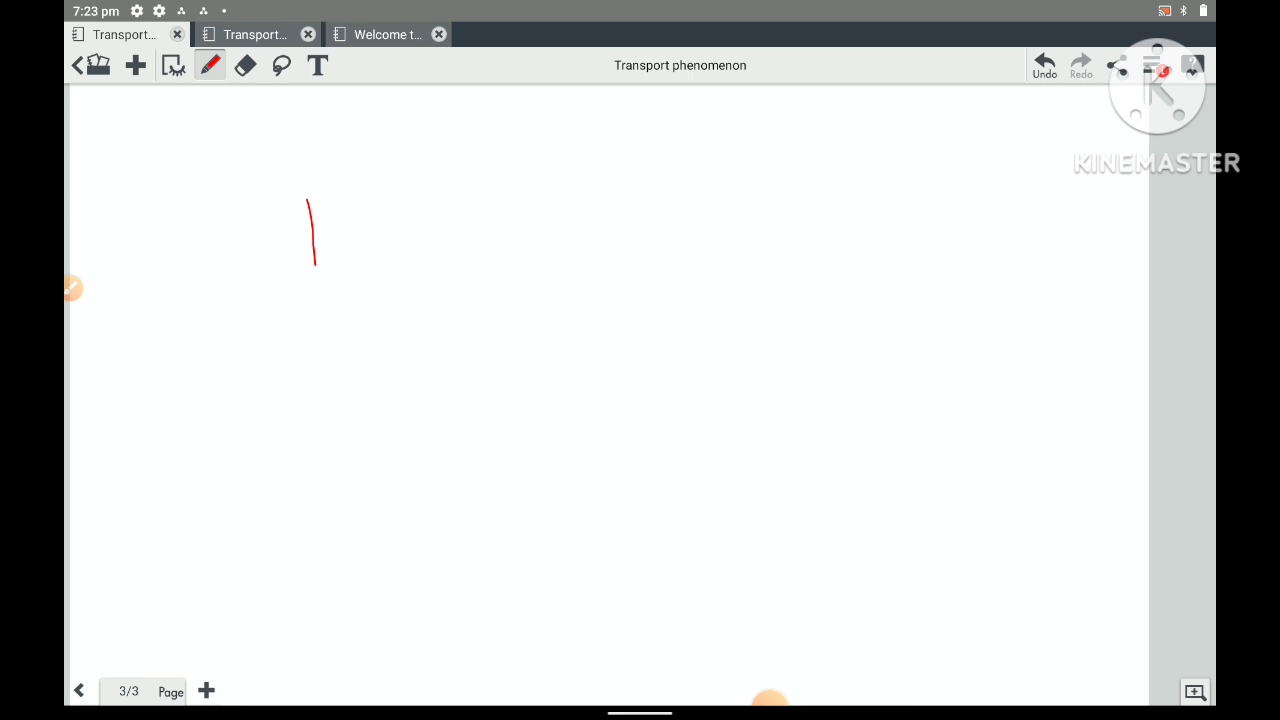 7:23 pm
Transport... Transport... Welcome t...
T Transport phenomenon Undo Redo
K
KINEMASTER
3/3 Page